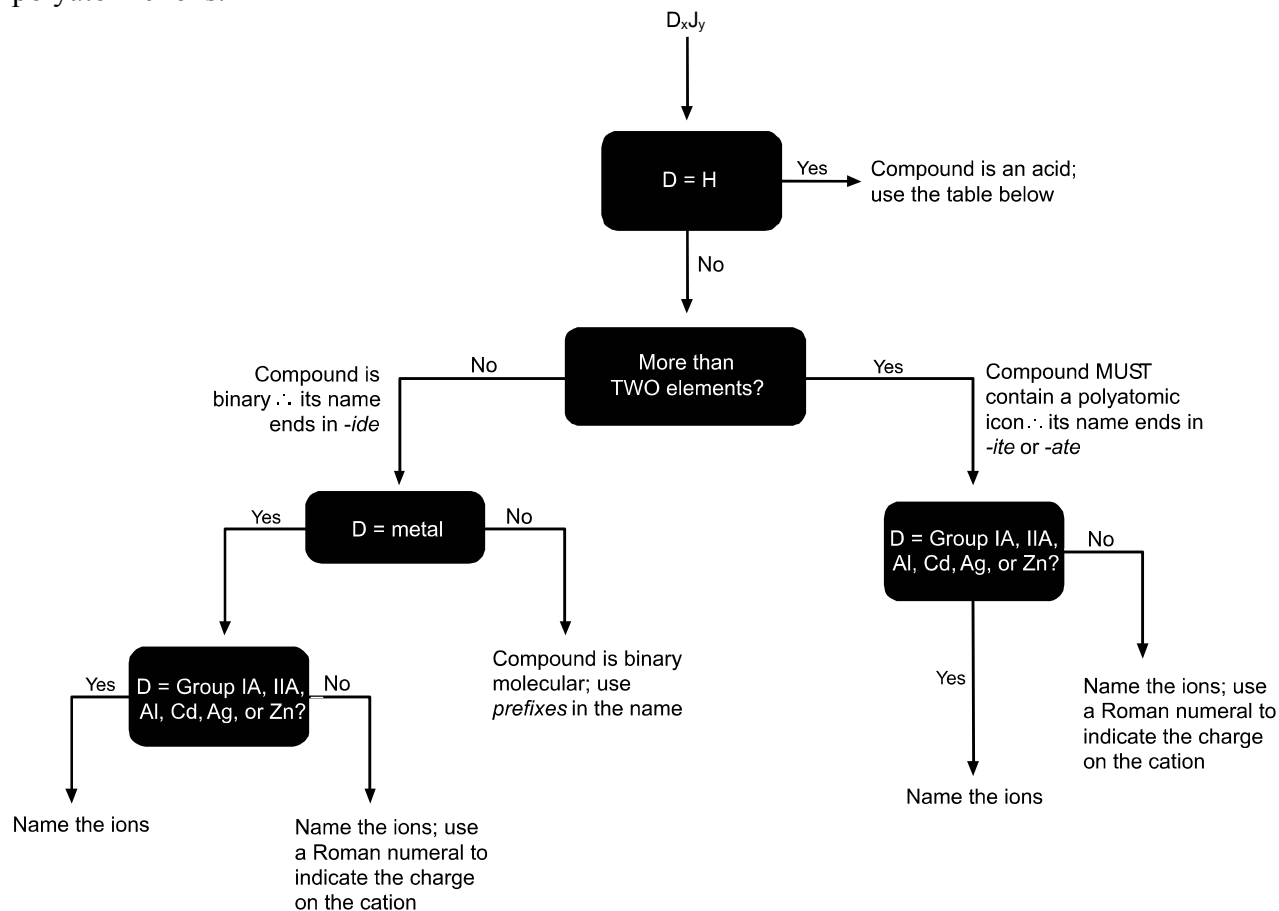 DxJy
D = H
Yes
Compound is an acid;
use the table below
No
More than
TWO elements?
No
Compound is
binary ∴ its name
ends in -ide
Yes
Compound MUST
contain a polyatomic
icon ∴ its name ends in
-ite or -ate
D = metal
Yes
No
D = Group IA, IIA,
Al, Cd, Ag, or Zn?
No
Compound is binary
molecular; use
prefixes in the name
D = Group IA, IIA,
Al, Cd, Ag, or Zn?
Yes
No
Yes
Name the ions; use
a Roman numeral to
indicate the charge
on the cation
Name the ions
Name the ions
Name the ions; use
a Roman numeral to
indicate the charge
on the cation